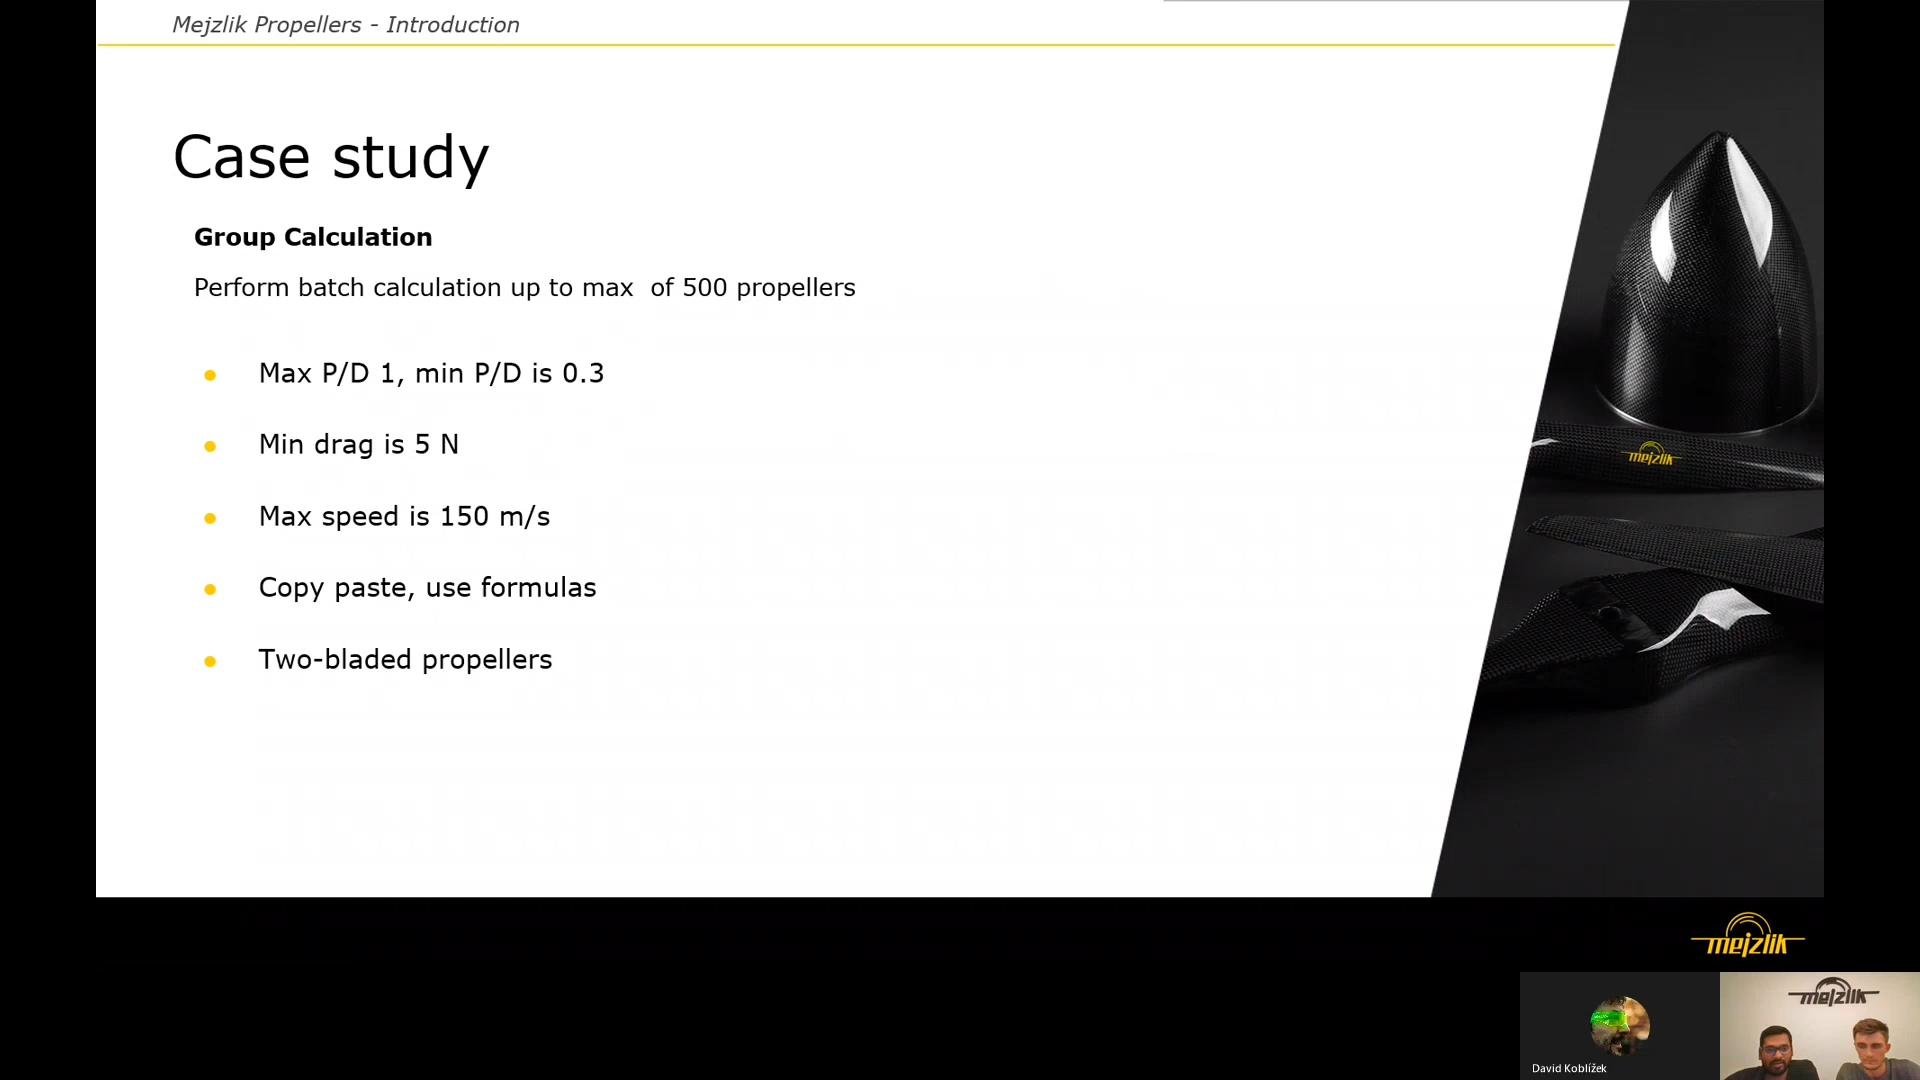 Mejzlik Propellers - Introduction
Case study
Group Calculation
Perform batch calculation up to max  of 500 propellers
Max P/D 1, min P/D is 0.3
Min drag is 5 N
Max speed is 150 m/s
Copy paste, use formulas
Two-bladed propellers
mejzlik
mejzlik
mejzlik
David Koblížek